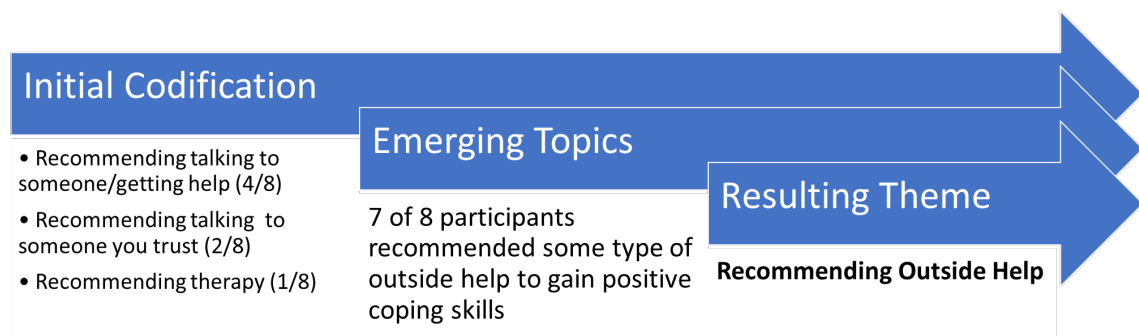 Initial Codification
• Recommending talking to
someone/getting help (4/8)
• Recommending talking to
someone you trust (2/8)
• Recommending therapy (1/8)
Emerging Topics
7 of 8 participants
recommended some type of
outside help to gain positive
coping skills
Resulting Theme
Recommending Outside Help